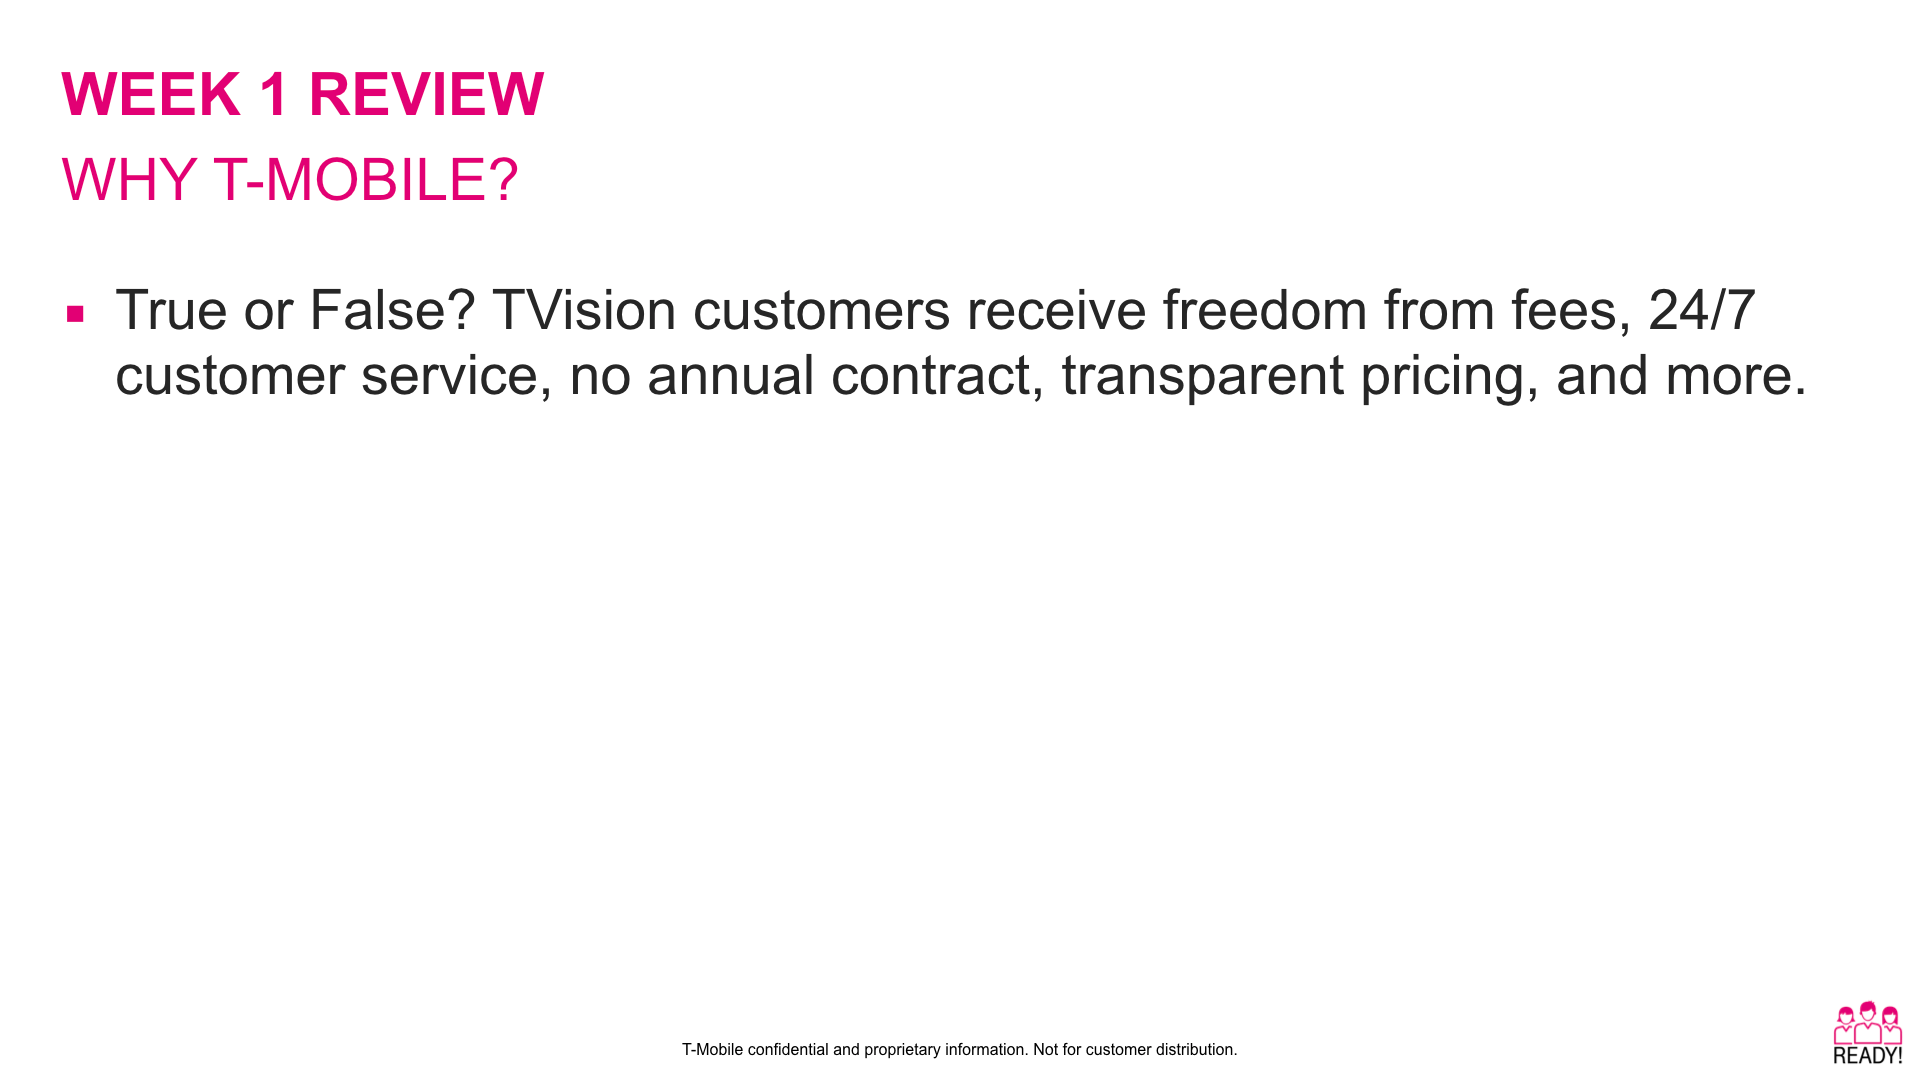 WEEK 1 REVIEW
WHY T-MOBILE?
▪ True or False? TVision customers receive freedom from fees, 24/7
customer service, no annual contract, transparent pricing, and more.
T-Mobile confidential and proprietary information. Not for customer distribution.
READY!